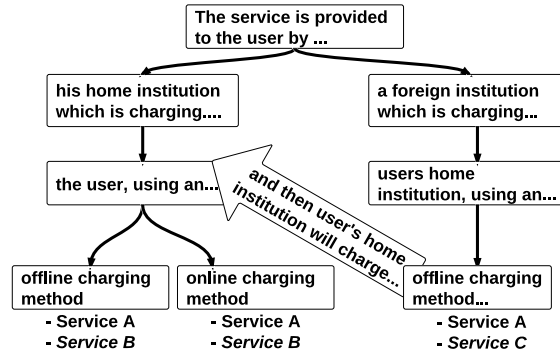 The service is provided
to the user by ...
his home institution
which is charging....
a foreign institution
which is charging...
the user, using an...
and then user's home
institution will charge...
users home
institution, using an...
offline charging
method
online charging
method
offline charging
method...
- Service A
- Service B
- Service A
- Service B
- Service A
- Service C